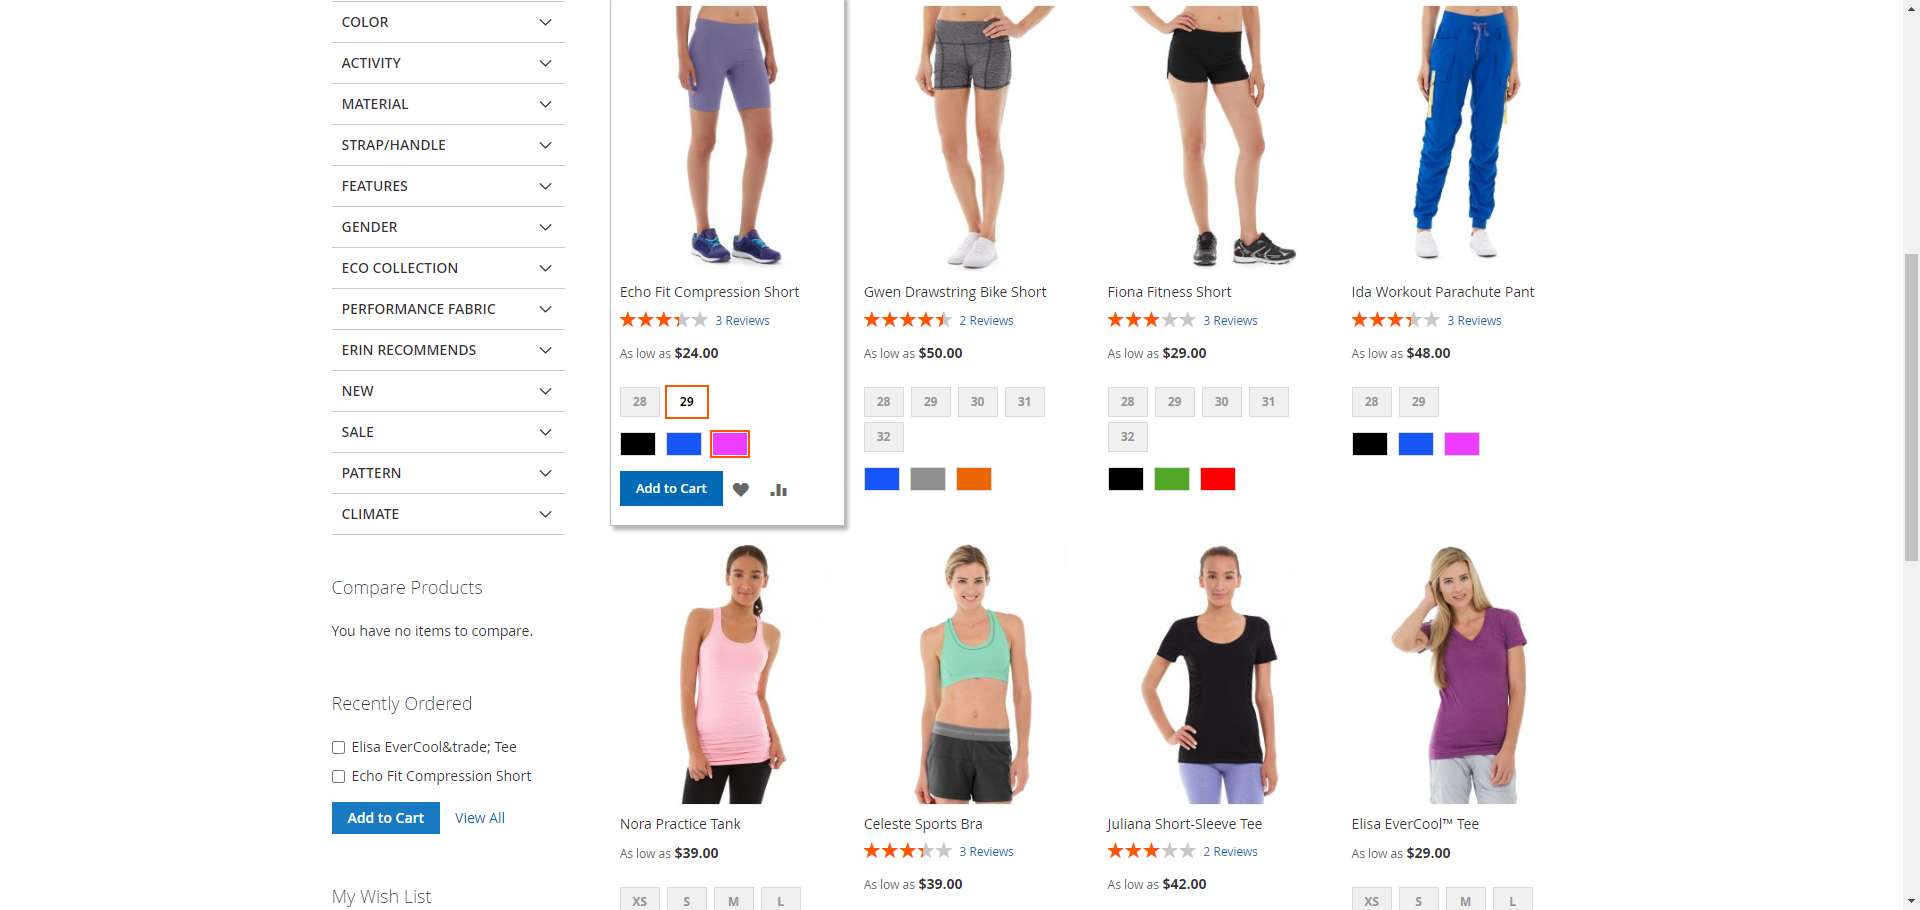 COLOR
ACTIVITY
MATERIAL
STRAP/HANDLE
FEATURES
GENDER
ECO COLLECTION
PERFORMANCE FABRIC
ERIN RECOMMENDS
NEW
SALE
PATTERN
CLIMATE
Compare Products
You have no items to compare.
Recently Ordered
Elisa EverCool&trade; Tee
Echo Fit Compression Short
Add to Cart View All
My Wish List
Echo Fit Compression Short
3 Reviews
As low as $24.00
28 29
Add to Cart
Gwen Drawstring Bike Short
2 Reviews
As low as $50.00
28 29 30 31
32
Fiona Fitness Short
3 Reviews
As low as $29.00
28 29 30 31
32
Ida Workout Parachute Pant
3 Reviews
As low as $48.00
28 29
Nora Practice Tank
As low as $39.00
XS S M L
Celeste Sports Bra
3 Reviews
As low as $39.00
Juliana Short-Sleeve Tee
2 Reviews
As low as $42.00
Elisa EverCool™ Tee
As low as $29.00
XS S M L